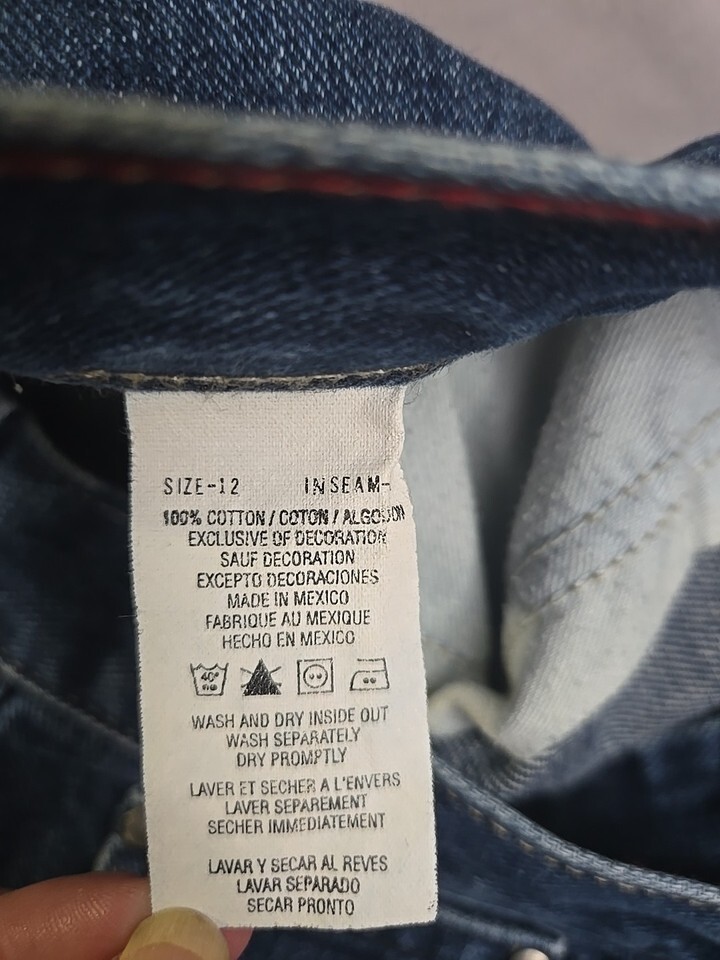 SIZE-12 INSEAM-
100% COTTON / COTON / ALGODON
EXCLUSIVE OF DECORATION
SAUF DECORATION
EXCEPTO DECORACIONES
MADE IN MEXICO
FABRIQUE AU MEXIQUE
HECHO EN MEXICO
40°
WASH AND DRY INSIDE OUT
WASH SEPARATELY
DRY PROMPTLY
LAVER ET SECHER A L'ENVERS
LAVER SEPAREMENT
SECHER IMMEDIATEMENT
LAVAR Y SECAR AL REVES
LAVAR SEPARADO
SECAR PRONTO